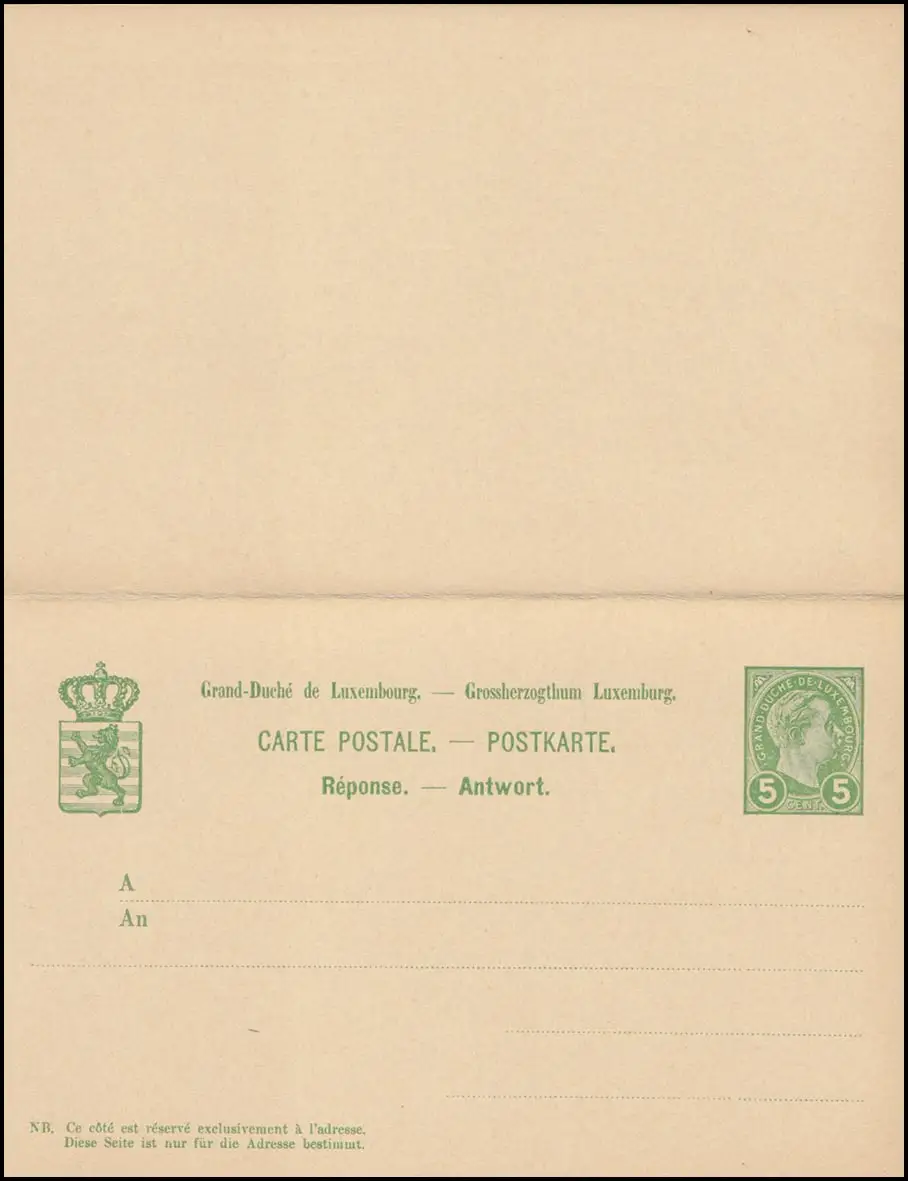 Grand-Duché de Luxembourg. — Grossherzogthum Luxemburg.
CARTE POSTALE. — POSTKARTE.
Réponse. — Antwort.
GRAND-DUCHÉ-DE-LUXEMBOURG
5 CENT. 5
A
An
NB. Ce côté est réservé exclusivement à l'adresse.
Diese Seite ist nur für die Adresse bestimmt.